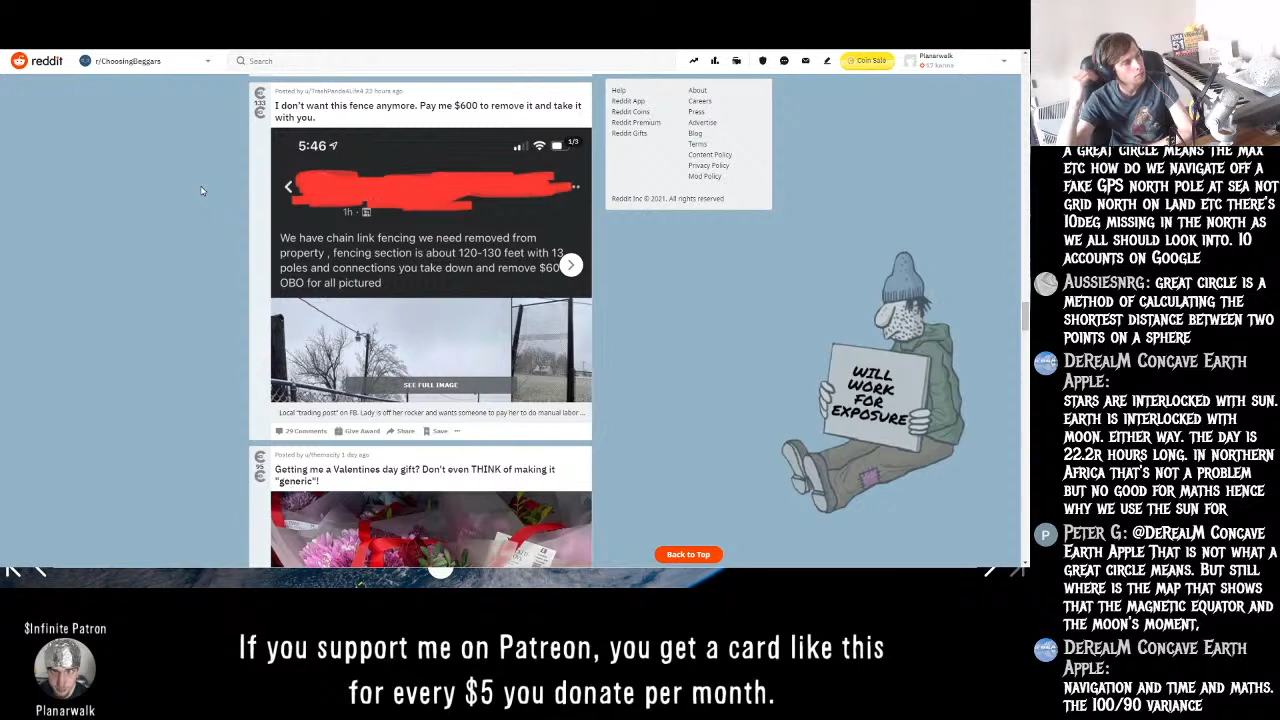 reddit
r/ChoosingBeggars
Search
Coin Sale
Planarwalk
17 karma
133
Posted by u/TrashPanda4Life4 23 hours ago
I don't want this fence anymore. Pay me $600 to remove it and take it
with you.
5:46
1/3
1h ·
We have chain link fencing we need removed from
property , fencing section is about 120-130 feet with 13
poles and connections you take down and remove $60
OBO for all pictured
SEE FULL IMAGE
Local "trading post" on FB. Lady is off her rocker and wants someone to pay her to do manual labor ...
29 Comments
Give Award
Share
Save
95
Posted by u/themacity 1 day ago
Getting me a Valentines day gift? Don't even THINK of making it
"generic"!
Help
Reddit App
Reddit Coins
Reddit Premium
Reddit Gifts
About
Careers
Press
Advertise
Blog
Terms
Content Policy
Privacy Policy
Mod Policy
Reddit Inc © 2021. All rights reserved
WILL
WORK
FOR
EXPOSURE
Back to Top
$Infinite Patron
Planarwalk
If you support me on Patreon, you get a card like this
for every $5 you donate per month.
A GREAT CIRCLE MEANS THE MAX
ETC HOW DO WE NAVIGATE OFF A
FAKE GPS NORTH POLE AT SEA NOT
GRID NORTH ON LAND ETC THERE'S
10DEG MISSING IN THE NORTH AS
WE ALL SHOULD LOOK INTO. 10
ACCOUNTS ON GOOGLE
AUSSIESNRG: GREAT CIRCLE IS A
METHOD OF CALCULATING THE
SHORTEST DISTANCE BETWEEN TWO
POINTS ON A SPHERE
DEREALM CONCAVE EARTH
APPLE:
STARS ARE INTERLOCKED WITH SUN.
EARTH IS INTERLOCKED WITH
MOON. EITHER WAY. THE DAY IS
22.2R HOURS LONG. IN NORTHERN
AFRICA THAT'S NOT A PROBLEM
BUT NO GOOD FOR MATHS HENCE
WHY WE USE THE SUN FOR
P
PETER G: @DEREALM CONCAVE
EARTH APPLE THAT IS NOT WHAT A
GREAT CIRCLE MEANS. BUT STILL
WHERE IS THE MAP THAT SHOWS
THAT THE MAGNETIC EQUATOR AND
THE MOON'S MOMENT,
DEREALM CONCAVE EARTH
APPLE:
NAVIGATION AND TIME AND MATHS.
THE 100/90 VARIANCE